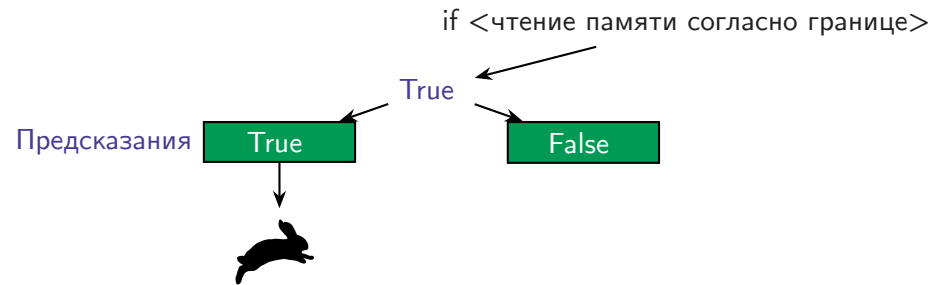 if <чтение памяти согласно границе>
True
Предсказания True False